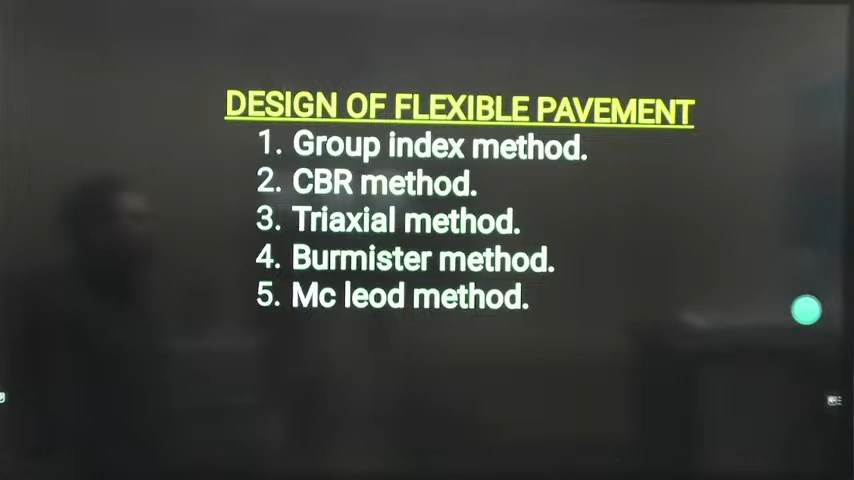 DESIGN OF FLEXIBLE PAVEMENT
1. Group index method.
2. CBR method.
3. Triaxial method.
4. Burmister method.
5. Mc leod method.